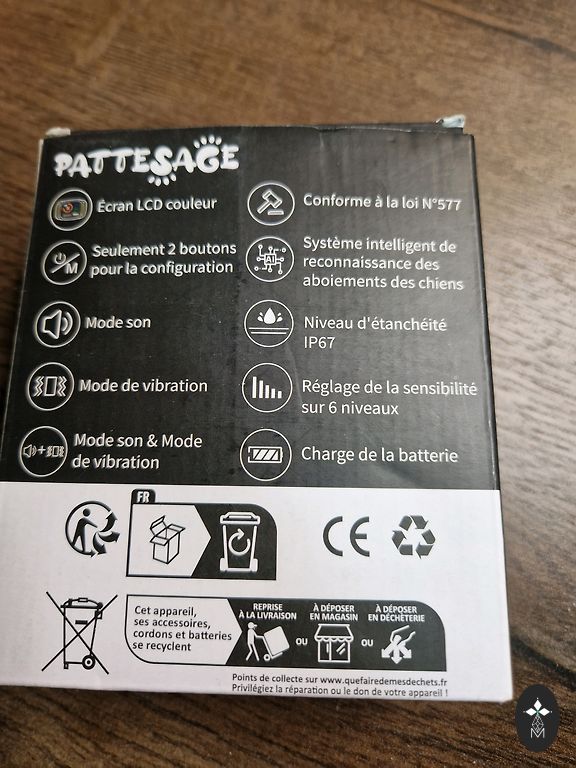 PATTESAGE
Écran LCD couleur
Seulement 2 boutons
pour la configuration
Mode son
Mode de vibration
Mode son & Mode
de vibration
Conforme à la loi N°577
AI
Système intelligent de
reconnaissance des
aboiements des chiens
Niveau d'étanchéité
IP67
Réglage de la sensibilité
sur 6 niveaux
Charge de la batterie
FR
CE
Cet appareil,
ses accessoires,
cordons et batteries
se recyclent
REPRISE
À LA LIVRAISON
OU
À DÉPOSER
EN MAGASIN
OU
À DÉPOSER
EN DÉCHÈTERIE
Points de collecte sur www.quefairedemesdechets.fr
Privilégiez la réparation ou le don de votre appareil !
M